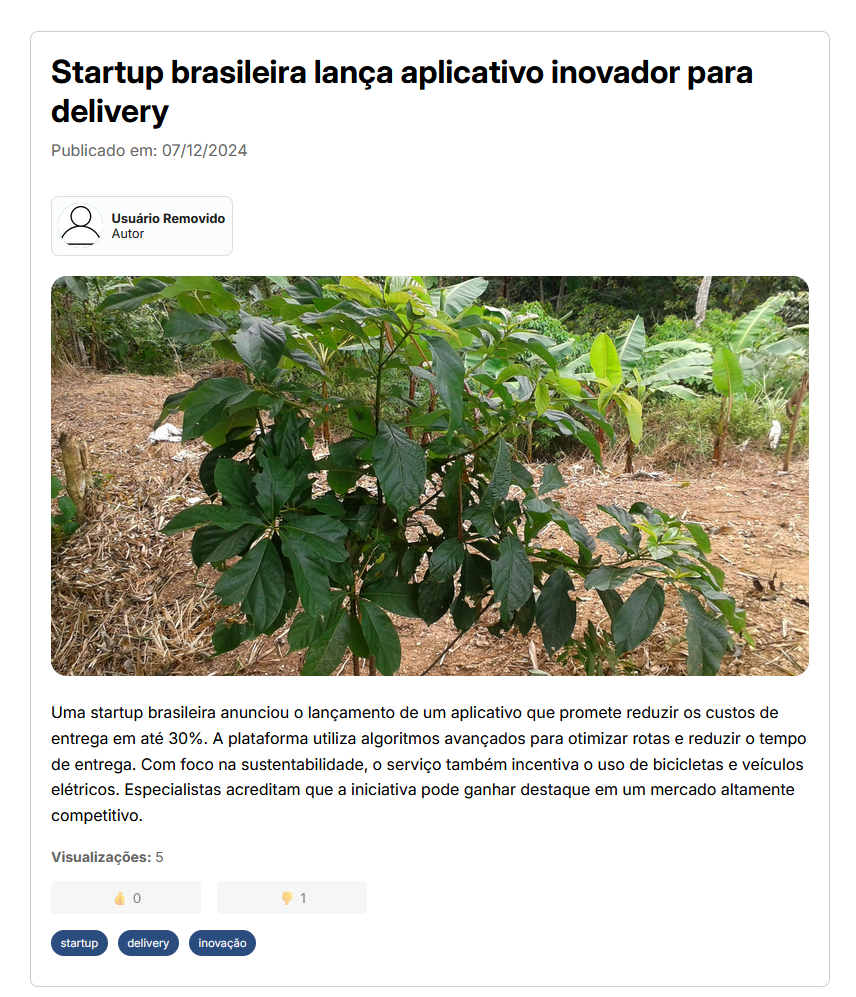 Startup brasileira lança aplicativo inovador para
delivery
Publicado em: 07/12/2024
Usuário Removido
Autor
Uma startup brasileira anunciou o lançamento de um aplicativo que promete reduzir os custos de
entrega em até 30%. A plataforma utiliza algoritmos avançados para otimizar rotas e reduzir o tempo
de entrega. Com foco na sustentabilidade, o serviço também incentiva o uso de bicicletas e veículos
elétricos. Especialistas acreditam que a iniciativa pode ganhar destaque em um mercado altamente
competitivo.
Visualizações: 5
👍 0 👎 1
startup delivery inovação